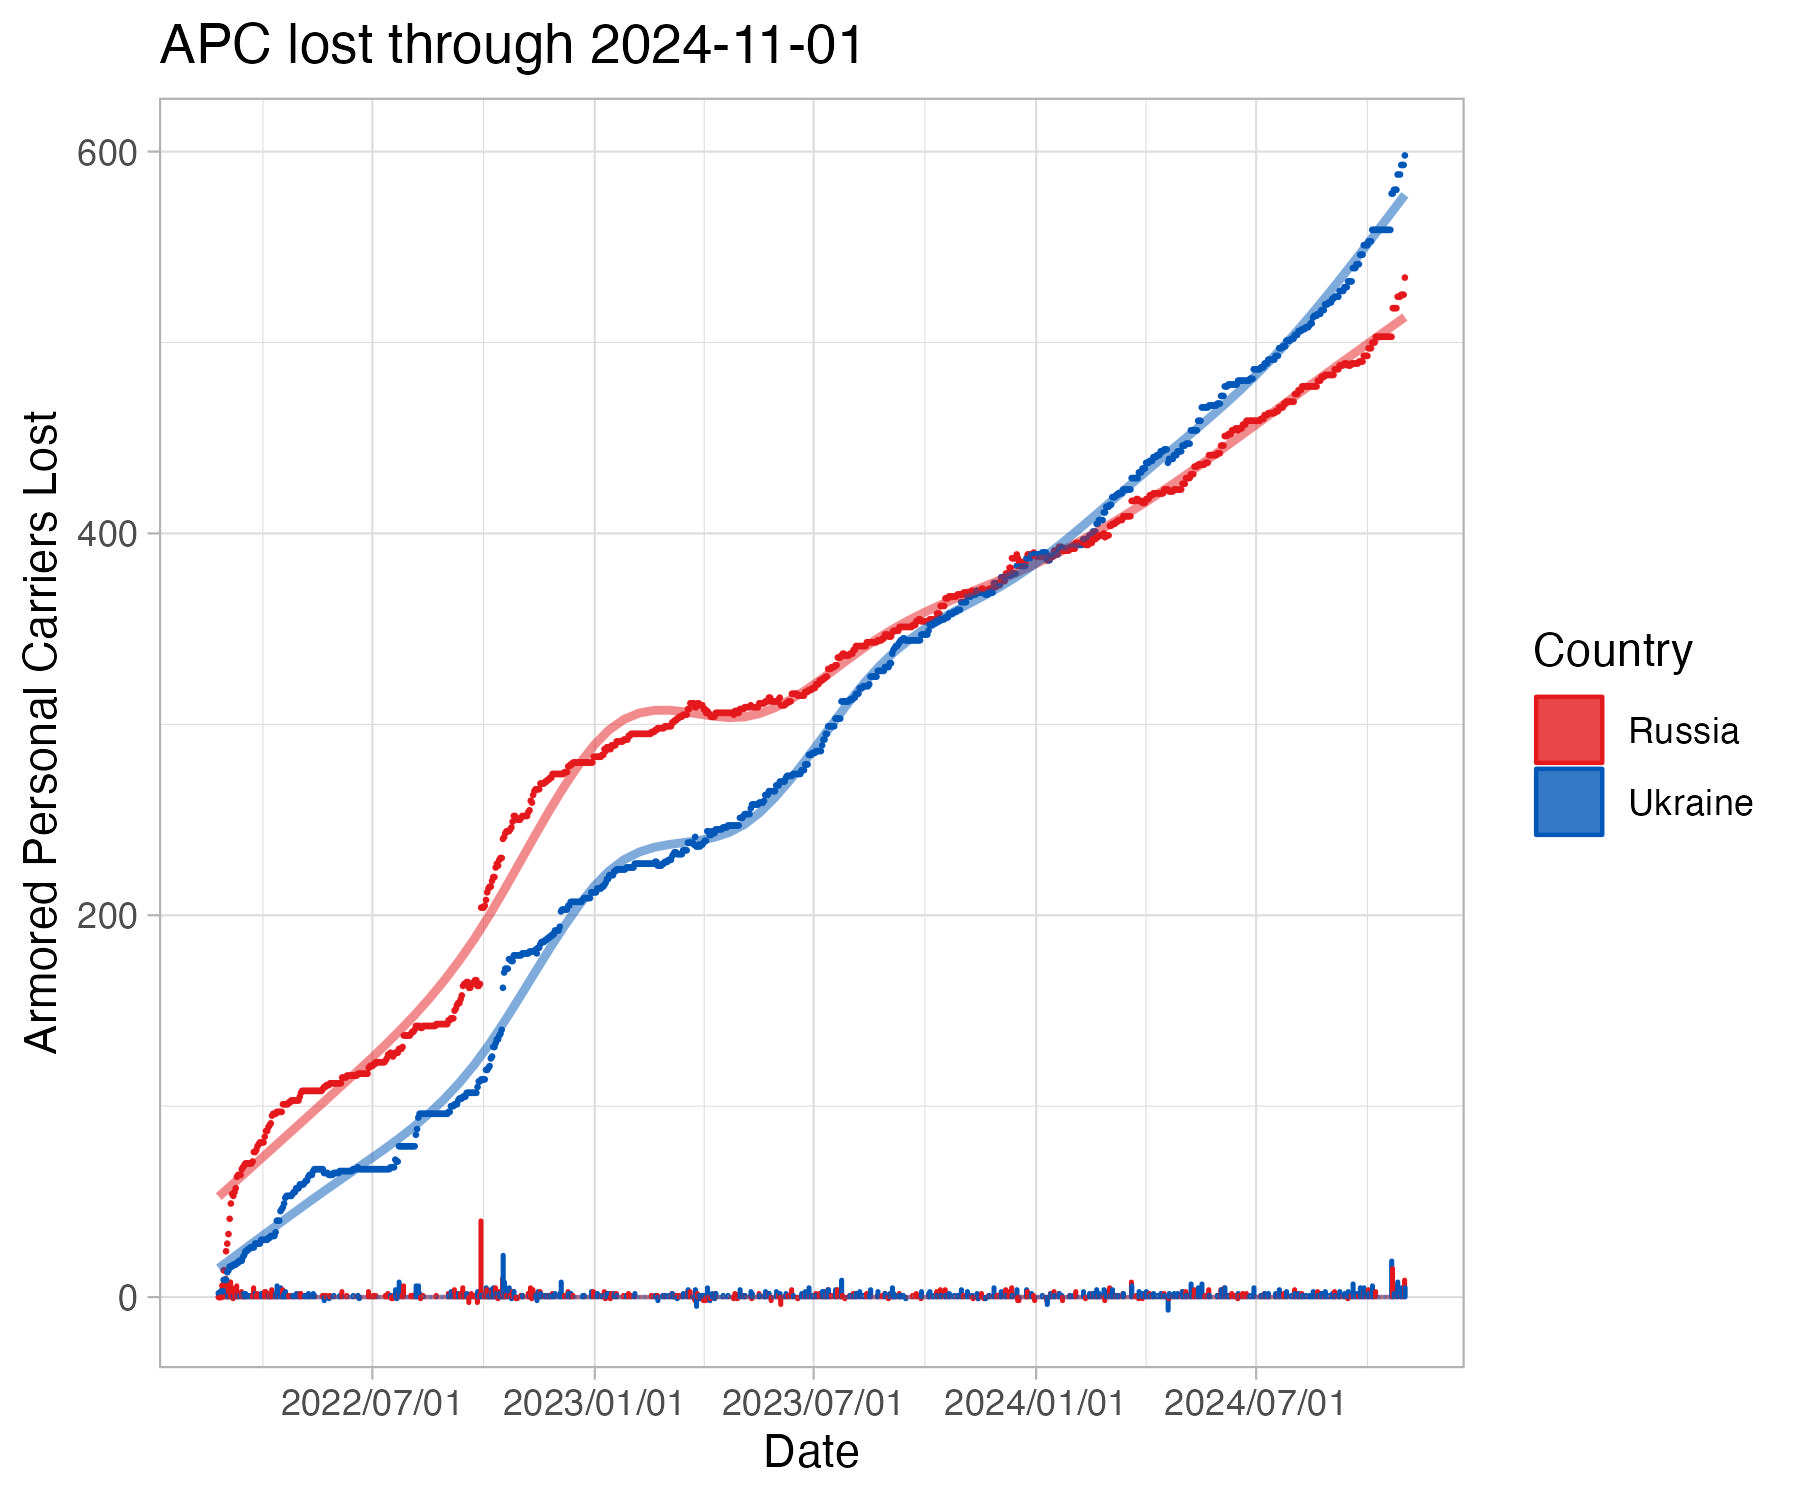 APC lost through 2024-11-01
Armored Personal Carriers Lost
600
400
200
0
2022/07/01
2023/01/01
2023/07/01
2024/01/01
2024/07/01
Date
Country
Russia
Ukraine